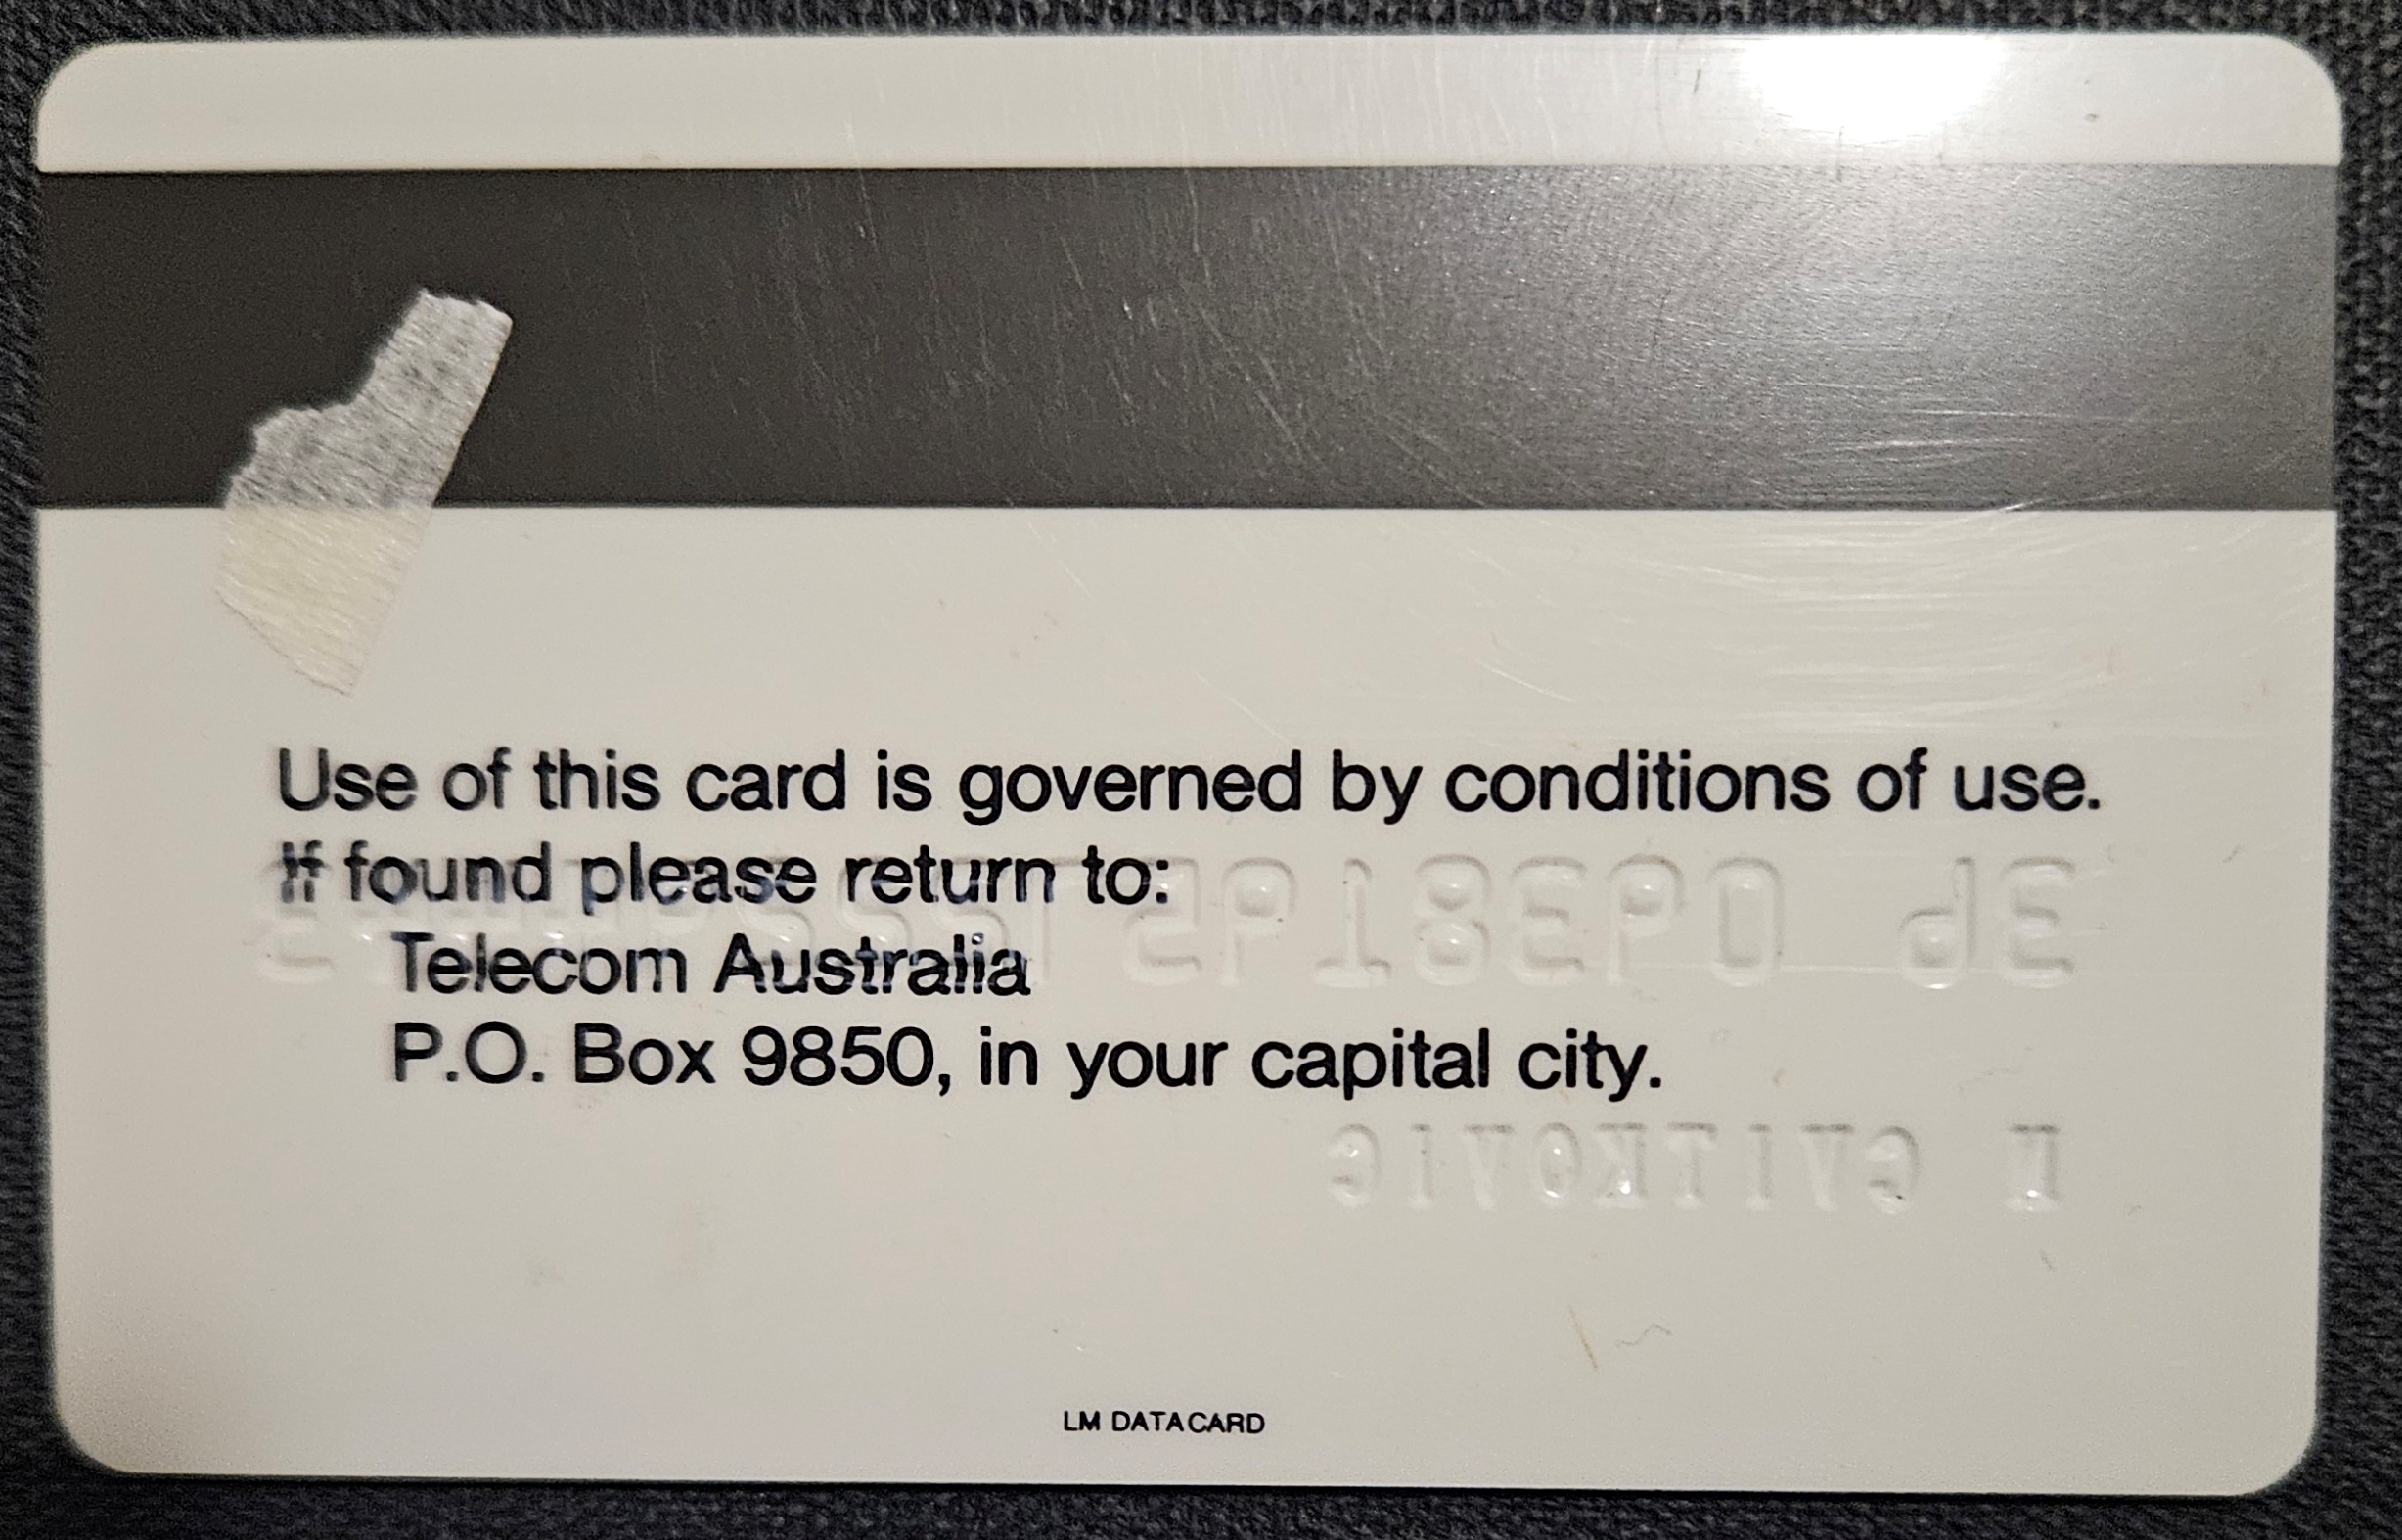 Use of this card is governed by conditions of use.
If found please return to:
Telecom Australia
P.O. Box 9850, in your capital city.
LM DATACARD